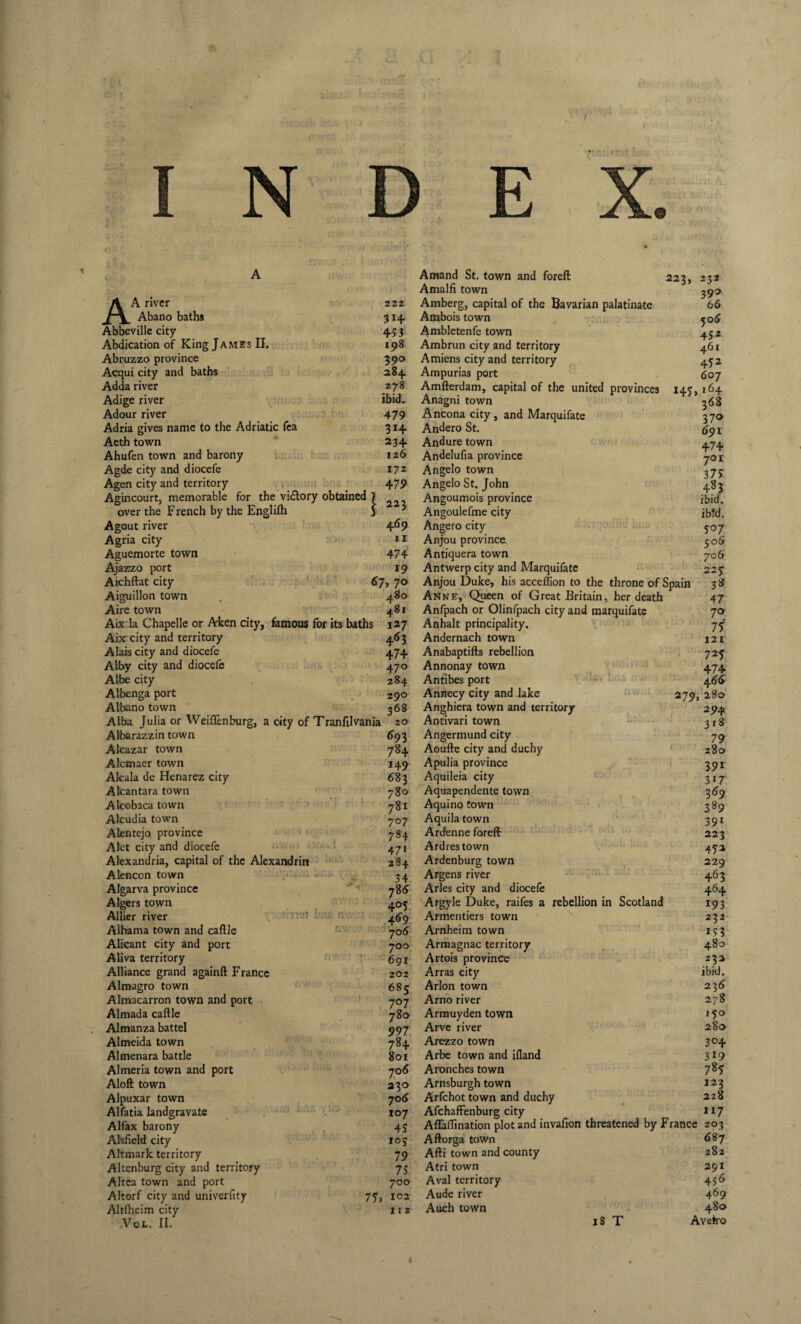 INDEX.
A
AA river 222
Abano baths 314
Abbeville city 453
Abdication of King JAMES II. 198
Abruzzo province 390
Acqui city and baths 284
Adda river 278
Adige river ibid.
Adour river 479
Adria gives name to the Adriatic ſea 314
Aeth town 234
Ahuſen town and barony 126
Agde city and dioceſe 172
Agen city and territory 479
Agincourt, memorable for the victory obtained }
over the French by the Engliſh } 223
Agout river 469
Agria city 11
Aguemorte town 474
Ajazzo port 19
Aichſtat city 67, 70
Aiguillon town 480
Aire town 481
Aix la Chapelle or Aken city, famous for its baths 127
Aix city and territory 463
Alais city and dioceſe 474
Alby city and dioceſe 470
Albe city 284
Albenga port 290
Albano town 368
Alba Julia or Weiſſenburg, a city of Tranſilvania 20
Albarazzin town 693
Alcazar town 784
Alcmaer town 149
Alcala de Henarez city 683
Alcantara town 780
Alcobaca town 781
Alcudia town 707
Alentejo province 784
Alet city and dioceſe 471
Alexandria, capital of the Alexandrin 284
Alencon town 34
Algarva province 786
Algers town 405
Allier river 469
Alhama town and caſtle 706
Alicant city and port 700
Aliva territory 691
Alliance grand againſt France 202
Almagro town 685
Almacarron town and port 707
Almada caſtle 780
Almanza battel 997
Almeida town 784
Almenara battle 801
Almeria town and port 706
Aloſt town 230
Alpuxar town 706
Alſatia landgravate 107
Alfax barony 45
Alsfield city 105
Altmark territory 79
Altenburg city and territory 75
Altea town and port 700
Altorf city and univerſity 75, 102
Altſheim city 112
VOL. II.
Amand St. town and foreſt 223, 232
Amalfi town 390
Amberg, capital of the Bavarian palatinate 66
Ambois town 506
Ambletenſe town 452
Ambrun city and territory 461
Amiens city and territory 452
Ampurias port 607
Amſterdam, capital of the united provinces 145, 164
Anagni town 368
Ancona city, and Marquiſate 370
Andero St. 691
Andure town 474
Andeluſia province 701
Angelo town 375
Angelo St. John 483
Angoumois province ibid.
Angouleſme city ibid.
Angero city 507
Anjou province 506
Antiquera town 706
Antwerp city and Marquiſate 225
Anjou Duke, his acceſſion to the throne of Spain 38
ANNE, Queen of Great Britain, her death 47
Anſpach or Olinſpach city and marquiſate 70
Anhalt principality. 75
Andernach town 121
Anabaptiſts rebellion 725
Annonay town 474
Antibes port 466
Annecy city and lake 279, 280
Anghiera town and territory 294
Antivari town 318
Angermund city 79
Aouſte city and duchy 280
Apulia province 391
Aquileia city 317
Aquapendente town 369
Aquino town 389
Aquila town 391
Ardenne foreſt 223
Ardres town 452
Ardenburg town 229
Argens river 463
Arles city and dioceſe 464
Argyle Duke, raiſes a rebellion in Scotland 193
Armentiers town 232
Arnheim town 153
Armagnac territory 480
Artois province 232
Arras city ibid.
Arlon town 236
Arno river 278
Armuyden town 150
Arve river 280
Arezzo town 304
Arbe town and iſland 319
Aronches town 785
Arnsburgh town 123
Arſchot town and duchy 228
Aſchaffenburg city 117
Aſſaſſination plot and invaſion threatened by France 203
Aſtorga town 687
Aſti town and county 282
Atri town 291
Aval territory 456
Aude river 469
Auch town 480
18 T Aveiro